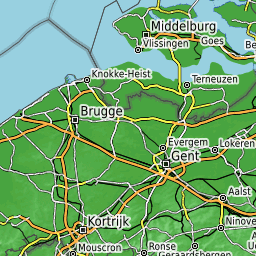 Middelburg
Vlissingen
Goes
Knokke-Heist
Terneuzen
Brugge
Evergem
Lokeren
Gent
Aalst
Kortrijk
Ninove
Mouscron
Ronse
Geraardsbergen